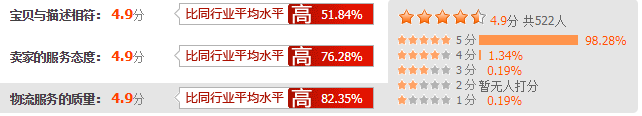 宝贝与描述相符： 4.9分 比同行业平均水平 高 51.84%
卖家的服务态度： 4.9分 比同行业平均水平 高 76.28%
物流服务的质量： 4.9分 比同行业平均水平 高 82.35%
4.9分 共522人
5分 98.28%
4分 1.34%
3分 0.19%
2分 暂无人打分
1分 0.19%